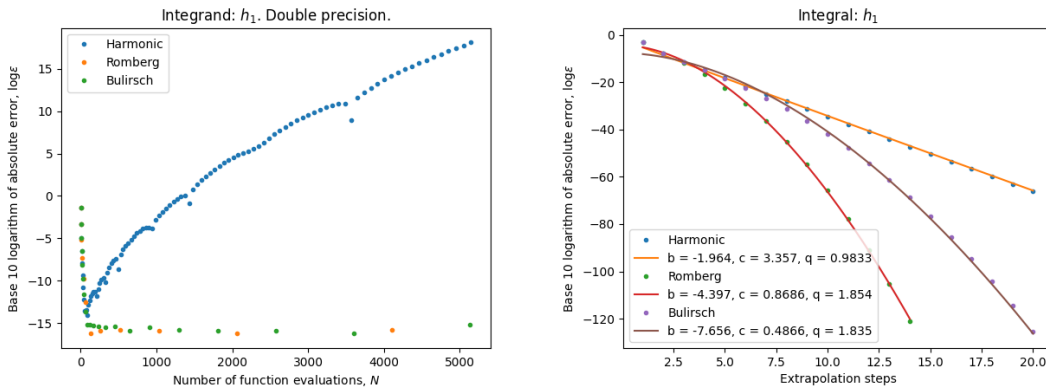 Integrand: h₁. Double precision.
Harmonic
Romberg
Bulirsch
Base 10 logarithm of absolute error, logε
15
10
5
0
−5
−10
−15
0
1000
2000
3000
4000
5000
Number of function evaluations, N
Integral: h₁
Base 10 logarithm of absolute error, logε
0
−20
−40
−60
−80
−100
−120
Harmonic
b = -1.964, c = 3.357, q = 0.9833
Romberg
b = -4.397, c = 0.8686, q = 1.854
Bulirsch
b = -7.656, c = 0.4866, q = 1.835
2.5
5.0
7.5
10.0
12.5
15.0
17.5
20.0
Extrapolation steps